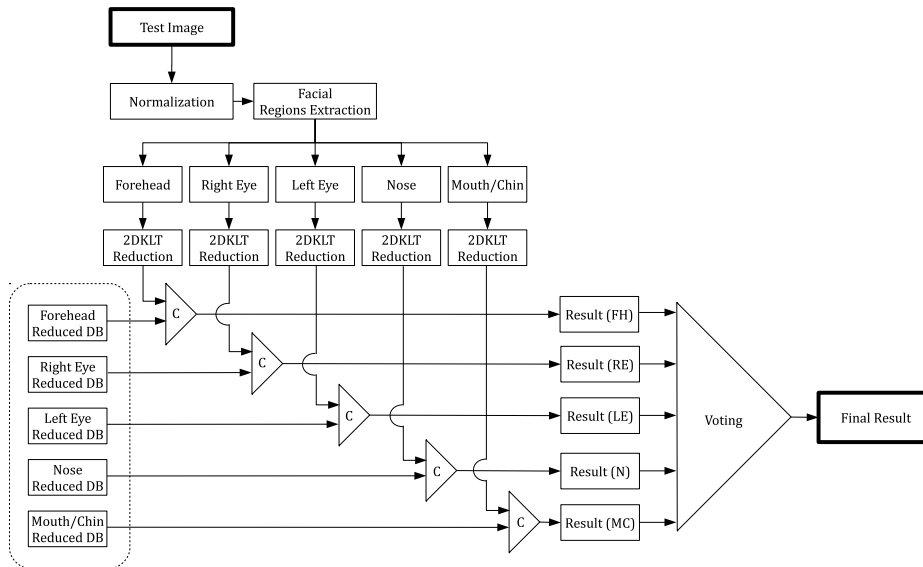 Test Image
Normalization
Facial
Regions Extraction
Forehead
Right Eye
Left Eye
Nose
Mouth/Chin
2DKLT
Reduction
2DKLT
Reduction
2DKLT
Reduction
2DKLT
Reduction
2DKLT
Reduction
Forehead
Reduced DB
C
Result (FH)
Right Eye
Reduced DB
C
Result (RE)
Left Eye
Reduced DB
C
Result (LE)
Voting
Final Result
Nose
Reduced DB
C
Result (N)
Mouth/Chin
Reduced DB
C
Result (MC)